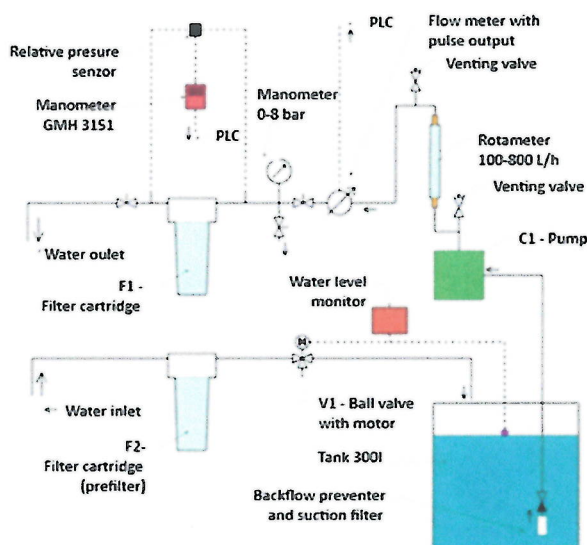 PLC
Flow meter with
pulse output
Venting valve
Relative presure
senzor
Manometer
GMH 3151
PLC
Manometer
0-8 bar
Rotameter
100-800 L/h
Venting valve
C1 - Pump
Water oulet
F1 -
Filter cartridge
Water level
monitor
M
Water inlet
F2-
Filter cartridge
(prefilter)
V1 - Ball valve
with motor
Tank 300l
Backflow preventer
and suction filter